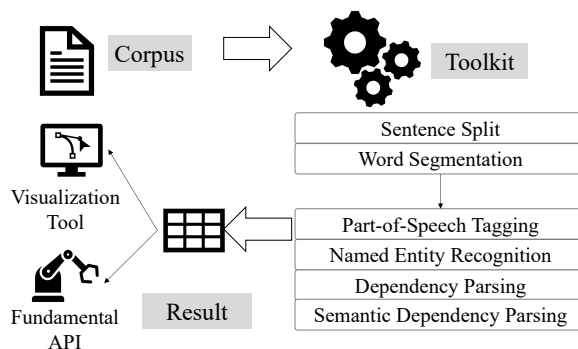 Corpus
Toolkit
Sentence Split
Word Segmentation
Part-of-Speech Tagging
Named Entity Recognition
Dependency Parsing
Semantic Dependency Parsing
Result
Visualization
Tool
Fundamental
API